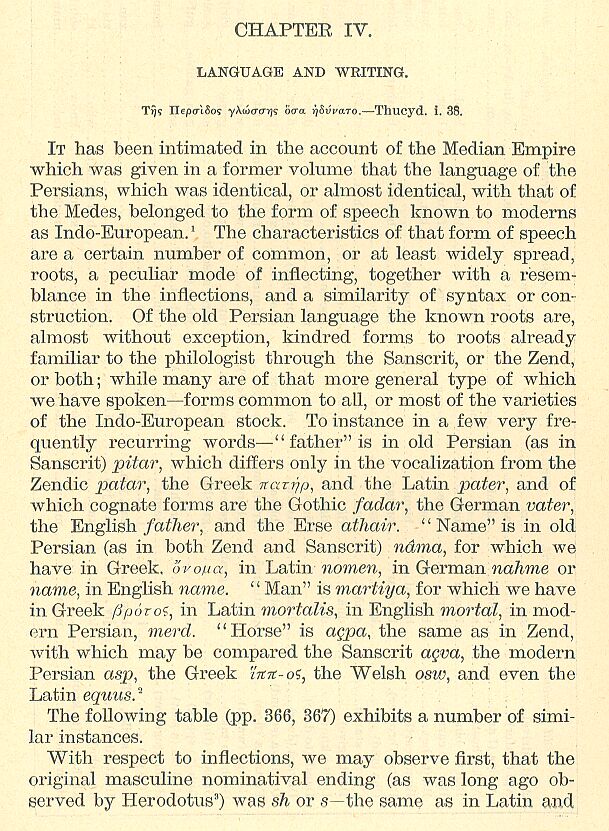 CHAPTER IV.
LANGUAGE AND WRITING.
Τῆς Περσίδος γλώσσης ὅσα ἠδύνατο.—Thucyd. i. 38.
IT has been intimated in the account of the Median Empire
which was given in a former volume that the language of the
Persians, which was identical, or almost identical, with that of
the Medes, belonged to the form of speech known to moderns
as Indo-European.¹ The characteristics of that form of speech
are a certain number of common, or at least widely spread,
roots, a peculiar mode of inflecting, together with a resem-
blance in the inflections, and a similarity of syntax or con-
struction. Of the old Persian language the known roots are,
almost without exception, kindred forms to roots already
familiar to the philologist through the Sanscrit, or the Zend,
or both; while many are of that more general type of which
we have spoken—forms common to all, or most of the varieties
of the Indo-European stock. To instance in a few very fre-
quently recurring words—“father” is in old Persian (as in
Sanscrit) pitar, which differs only in the vocalization from the
Zendic patar, the Greek πατήρ, and the Latin pater, and of
which cognate forms are the Gothic fadar, the German vater,
the English father, and the Erse athair. “Name” is in old
Persian (as in both Zend and Sanscrit) nâma, for which we
have in Greek. ὄνομα, in Latin nomen, in German nahme or
name, in English name. “Man” is martiya, for which we have
in Greek βρότος, in Latin mortalis, in English mortal, in mod-
ern Persian, merd. “Horse” is açpa, the same as in Zend,
with which may be compared the Sanscrit açva, the modern
Persian asp, the Greek ἵππ-ος, the Welsh osw, and even the
Latin equus.²
The following table (pp. 366, 367) exhibits a number of simi-
lar instances.
With respect to inflections, we may observe first, that the
original masculine nominatival ending (as was long ago ob-
served by Herodotus³) was sh or s—the same as in Latin and